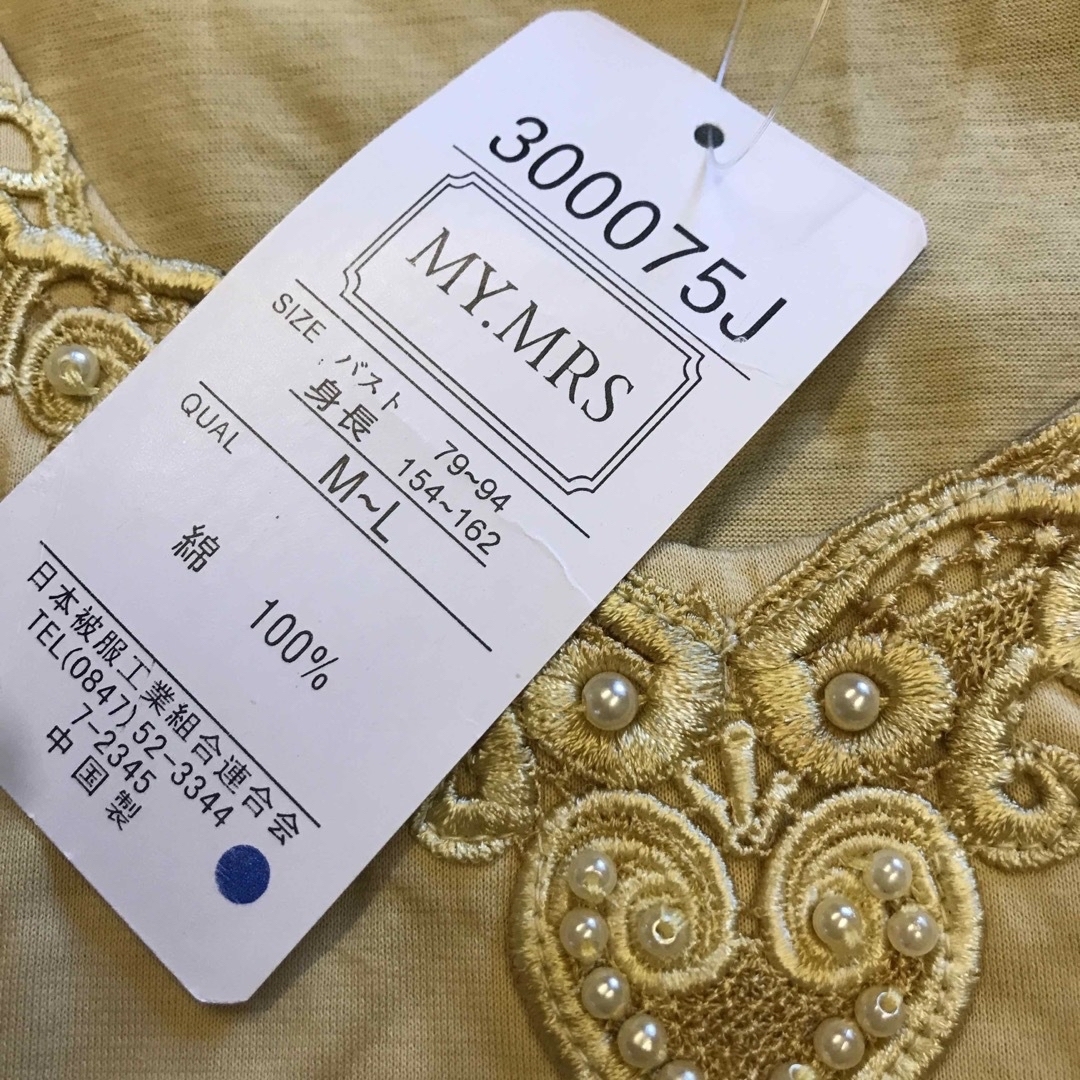 300075J
MY.MRS
SIZE バスト 79~94
身長 154~162
QUAL M~L
綿 100%
日本被服工業組合連合会
TEL(0847)52-3344
7-2345
中国製